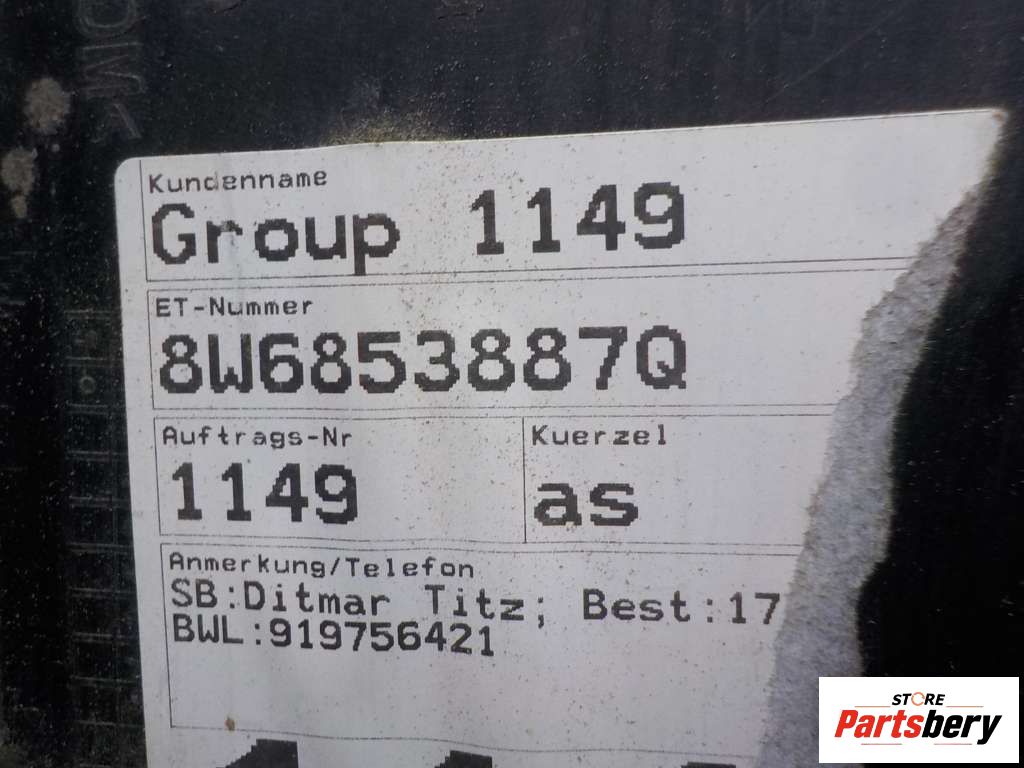 Kundenname
Group 1149
ET-Nummer
8W6853887Q
Auftrags-Nr
1149
Kuerzel
as
Anmerkung/Telefon
SB:Ditmar Titz; Best:17
BWL:919756421
STORE
Partsbery